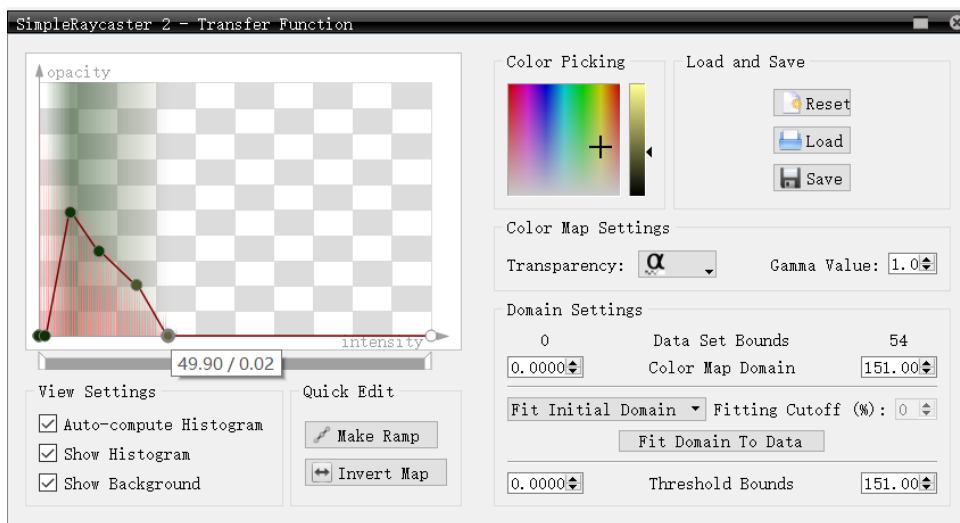 SimpleRaycaster 2 - Transfer Function
opacity
intensity
49.90 / 0.02
View Settings
Auto-compute Histogram
Show Histogram
Show Background
Quick Edit
Make Ramp
Invert Map
Color Picking
Load and Save
Reset
Load
Save
Color Map Settings
Transparency: α
Gamma Value: 1.0
Domain Settings
0 Data Set Bounds 54
0.0000 Color Map Domain 151.00
Fit Initial Domain Fitting Cutoff (%): 0
Fit Domain To Data
0.0000 Threshold Bounds 151.00